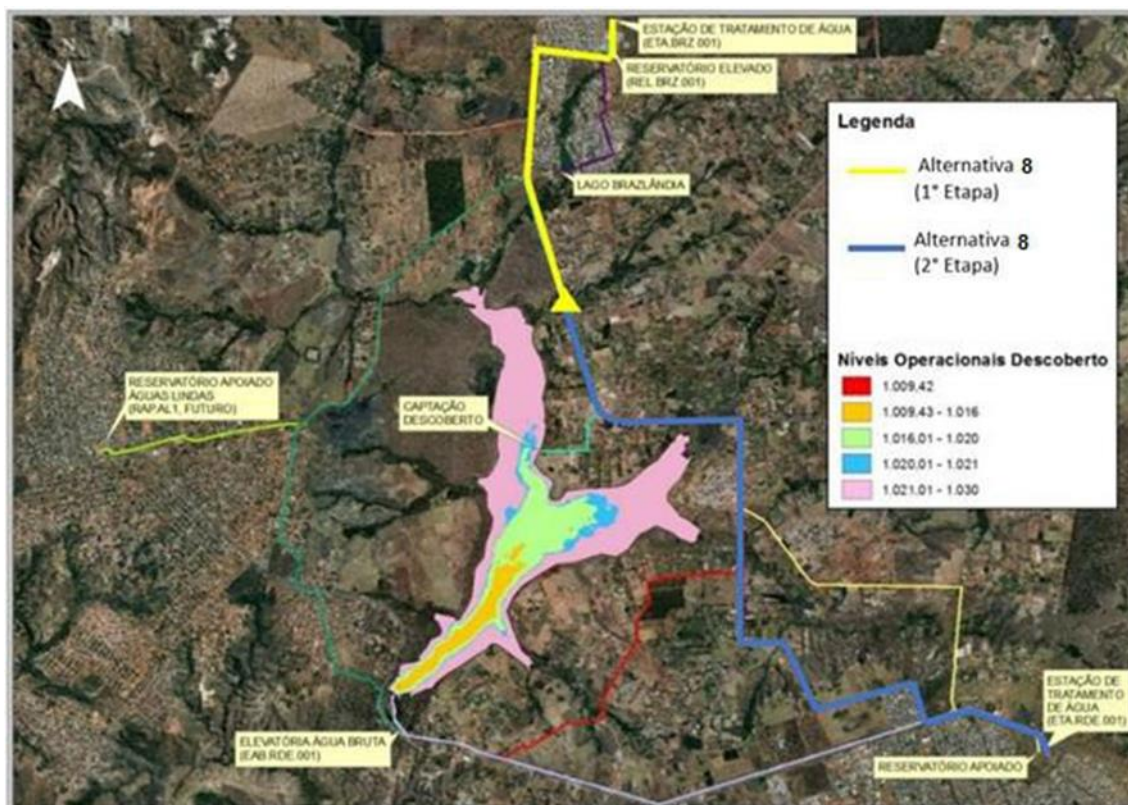 N
ESTAÇÃO DE TRATAMENTO DE ÁGUA
(ETA.BRZ.001)
RESERVATÓRIO ELEVADO
(REL.BRZ.001)
LAGO BRAZLÂNDIA
RESERVATÓRIO APOIADO
ÁGUAS LINDAS
(RAP.AL1, FUTURO)
CAPTAÇÃO
DESCOBERTO
ELEVATÓRIA ÁGUA BRUTA
(EAB.RDE.001)
ESTAÇÃO DE
TRATAMENTO
DE ÁGUA
(ETA.RDE.001)
RESERVATÓRIO APOIADO
Legenda
Alternativa 8
(1° Etapa)
Alternativa 8
(2° Etapa)
Níveis Operacionais Descoberto
1.009,42
1.009,43 - 1.016
1.016,01 - 1.020
1.020,01 - 1.021
1.021,01 - 1.030